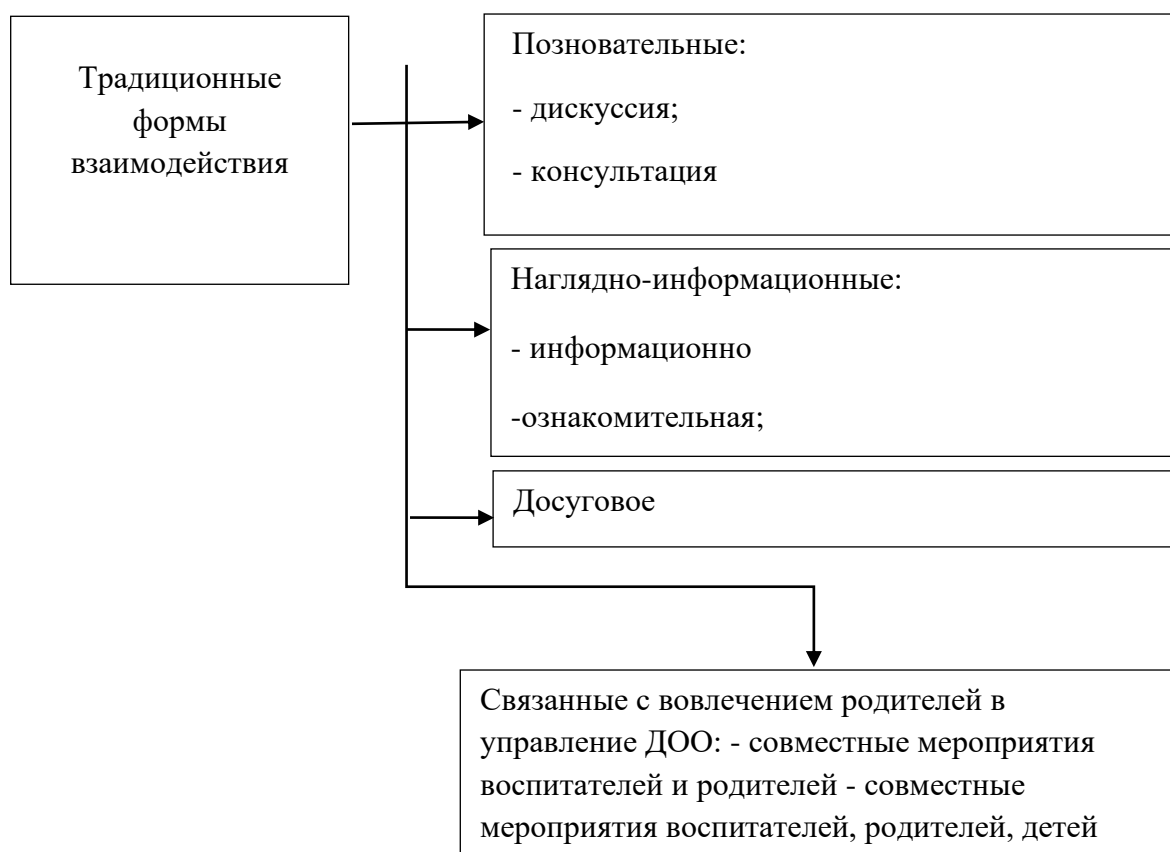 Традиционные
формы
взаимодействия
Позновательные:
- дискуссия;
- консультация
Наглядно-информационные:
- информационно
-ознакомительная;
Досуговое
Связанные с вовлечением родителей в
управление ДОО: - совместные мероприятия
воспитателей и родителей - совместные
мероприятия воспитателей, родителей, детей